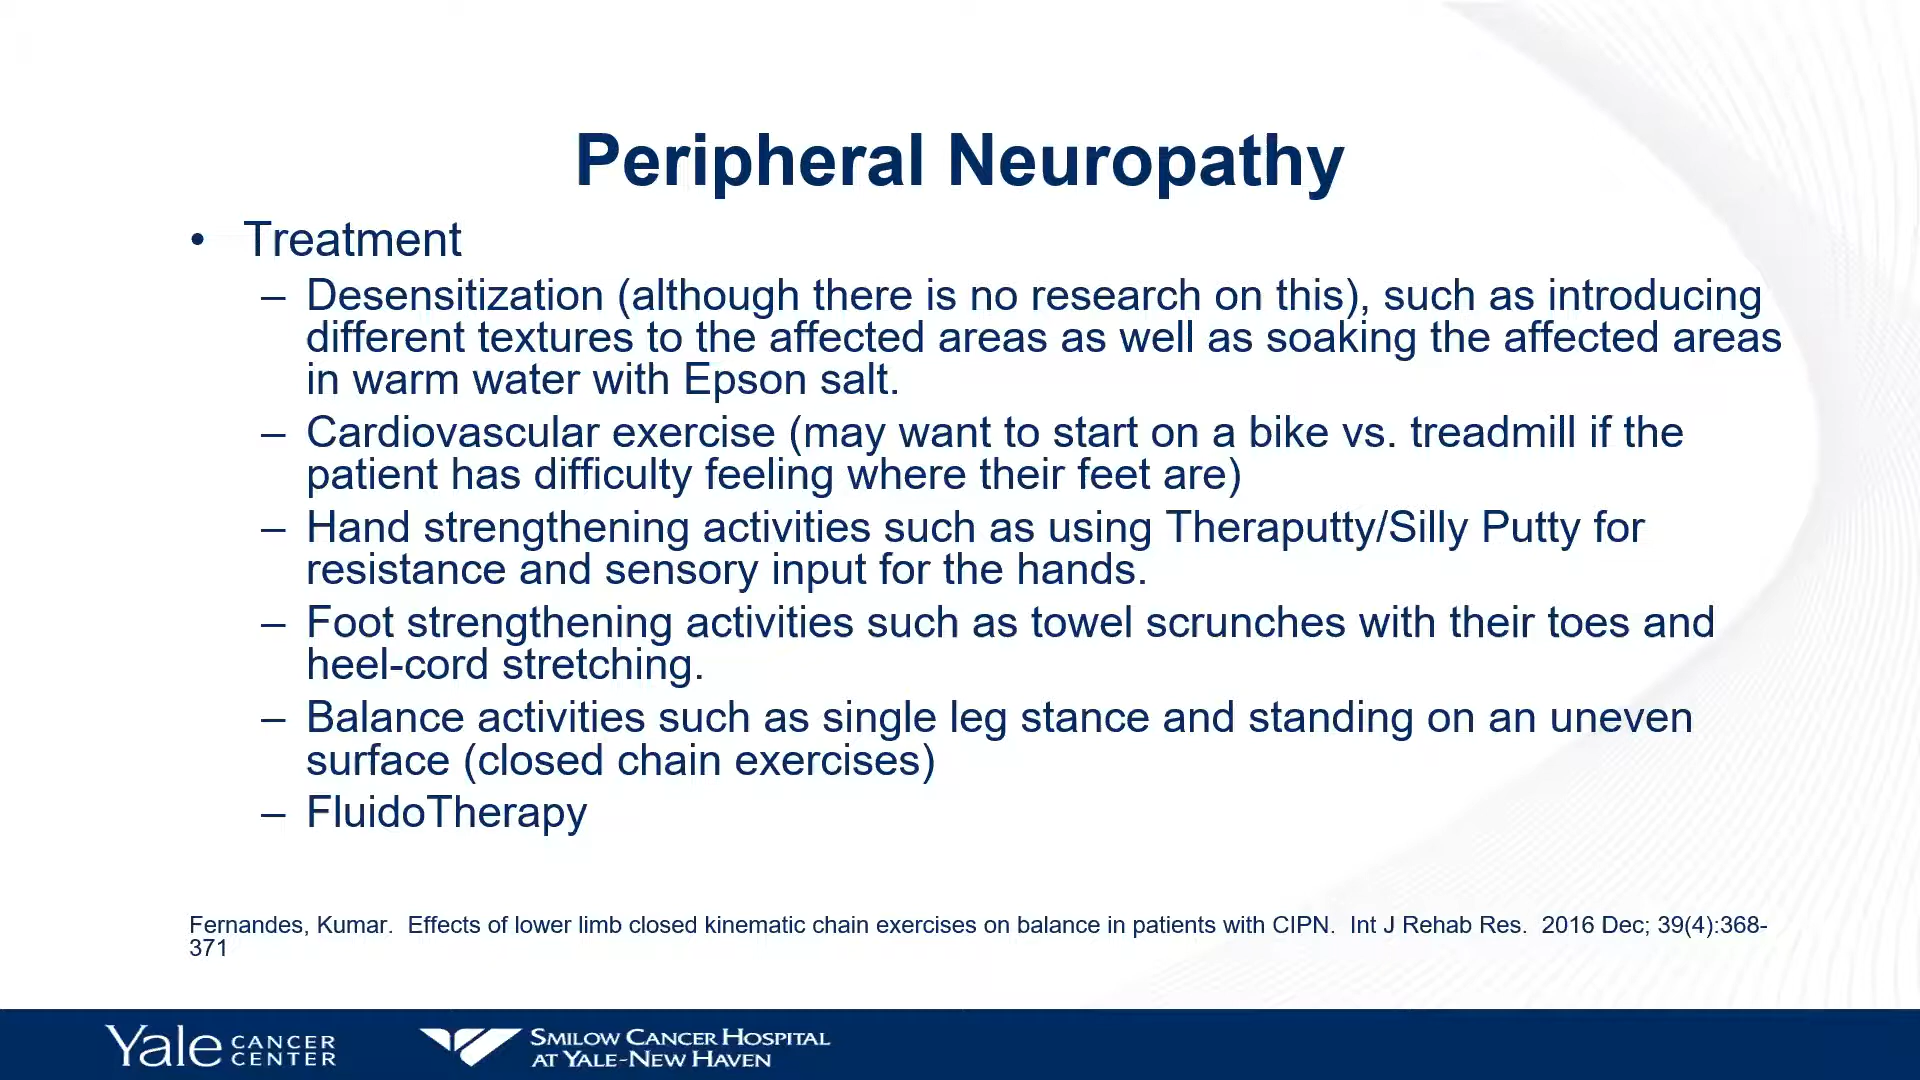 Peripheral Neuropathy
• Treatment
– Desensitization (although there is no research on this), such as introducing
different textures to the affected areas as well as soaking the affected areas
in warm water with Epson salt.
– Cardiovascular exercise (may want to start on a bike vs. treadmill if the
patient has difficulty feeling where their feet are)
– Hand strengthening activities such as using Theraputty/Silly Putty for
resistance and sensory input for the hands.
– Foot strengthening activities such as towel scrunches with their toes and
heel-cord stretching.
– Balance activities such as single leg stance and standing on an uneven
surface (closed chain exercises)
– FluidoTherapy
Fernandes, Kumar. Effects of lower limb closed kinematic chain exercises on balance in patients with CIPN. Int J Rehab Res. 2016 Dec; 39(4):368-
371
Yale CANCER CENTER
SMILOW CANCER HOSPITAL
AT YALE-NEW HAVEN